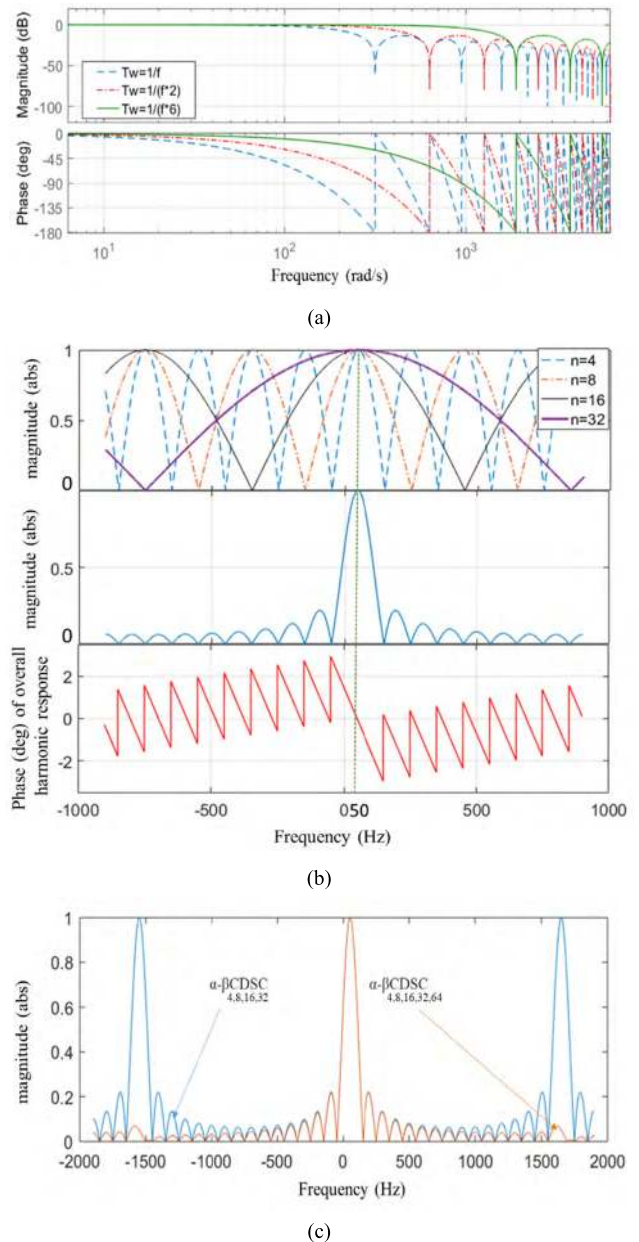 0
-50
-100
Magnitude (dB)
Tw=1/f
Tw=1/(f*2)
Tw=1/(f*6)
0
-45
-90
-135
-180
Phase (deg)
10^1
10^2
10^3
Frequency (rad/s)
(a)
1
0.5
0
magnitude (abs)
n=4
n=8
n=16
n=32
0.5
0
magnitude (abs)
2
0
-2
Phase (deg) of overall
harmonic response
-1000
-500
050
500
1000
Frequency (Hz)
(b)
1
0.8
0.6
0.4
0.2
0
magnitude (abs)
α-βCDSC
4,8,16,32
α-βCDSC
4,8,16,32,64
-2000
-1500
-1000
-500
0
500
1000
1500
2000
Frequency (Hz)
(c)